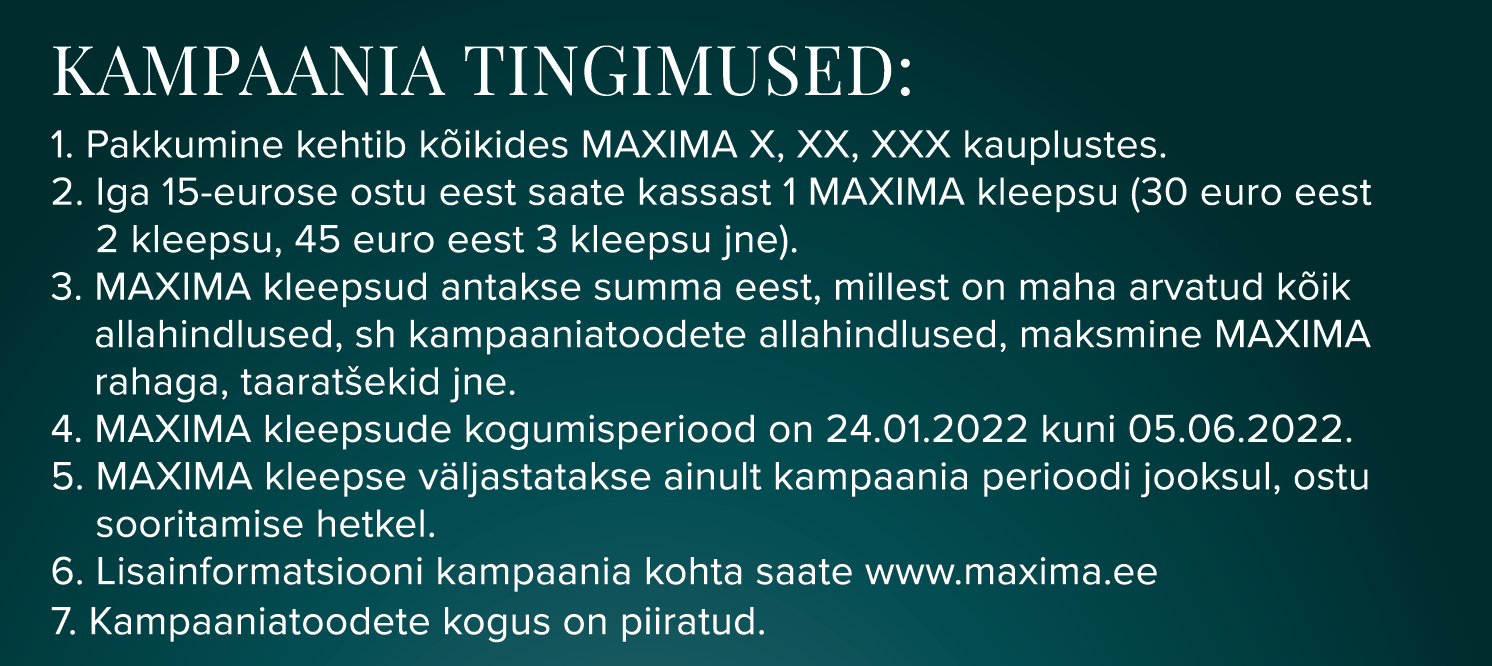 KAMPAANIA TINGIMUSED:
1. Pakkumine kehtib kõikides MAXIMA X, XX, XXX kauplustes.
2. Iga 15-eurose ostu eest saate kassast 1 MAXIMA kleepsu (30 euro eest
2 kleepsu, 45 euro eest 3 kleepsu jne).
3. MAXIMA kleepsud antakse summa eest, millest on maha arvatud kõik
allahindlused, sh kampaaniatoodete allahindlused, maksmine MAXIMA
rahaga, taaratšekid jne.
4. MAXIMA kleepsude kogumisperiood on 24.01.2022 kuni 05.06.2022.
5. MAXIMA kleepse väljastatakse ainult kampaania perioodi jooksul, ostu
sooritamise hetkel.
6. Lisainformatsiooni kampaania kohta saate www.maxima.ee
7. Kampaaniatoodete kogus on piiratud.